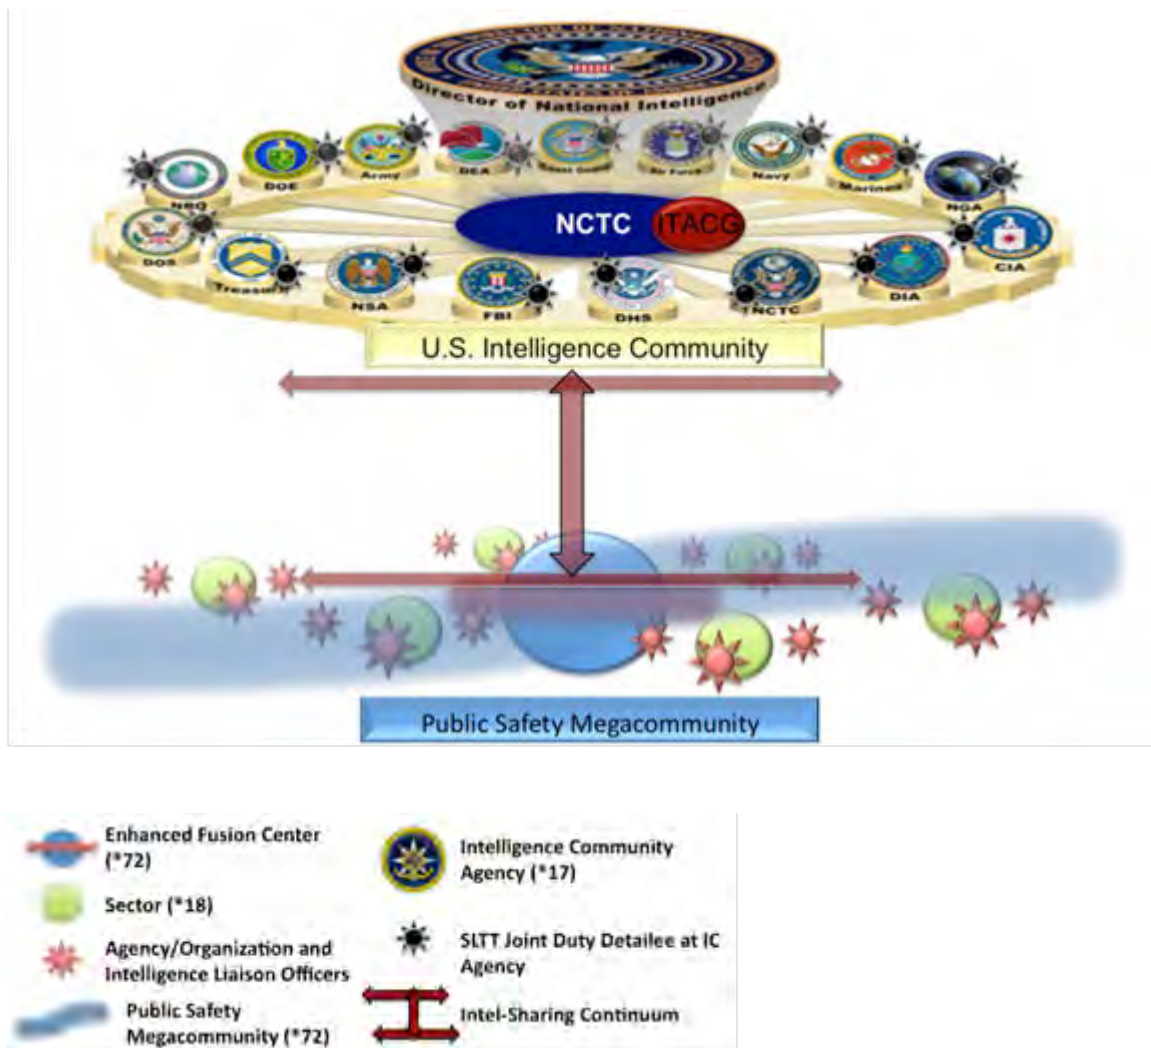 Director of National Intelligence
NRO
DOE
Army
DEA
Coast Guard
Air Force
Navy
Marines
NGA
NCTC
ITACG
DOS
Treasury
NSA
FBI
DHS
NCTC
DIA
CIA
U.S. Intelligence Community
Public Safety Megacommunity
Enhanced Fusion Center
(*72)
Sector (*18)
Agency/Organization and
Intelligence Liaison Officers
Public Safety
Megacommunity (*72)
Intelligence Community
Agency (*17)
SLTT Joint Duty Detailee at IC
Agency
Intel-Sharing Continuum